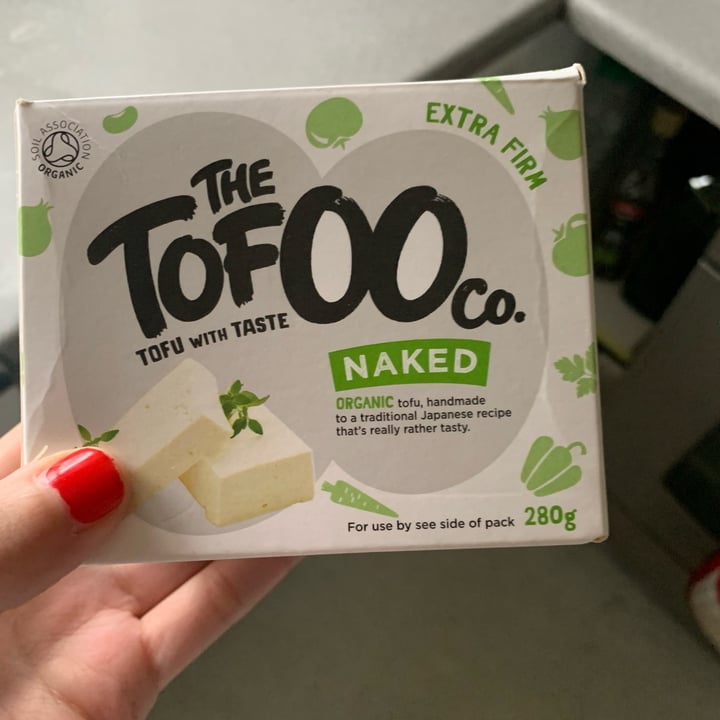 SOIL ASSOCIATION
ORGANIC
EXTRA FIRM
THE
TOFOO
Co.
TOFU WITH TASTE
NAKED
ORGANIC tofu, handmade
to a traditional Japanese recipe
that's really rather tasty.
For use by see side of pack 280g